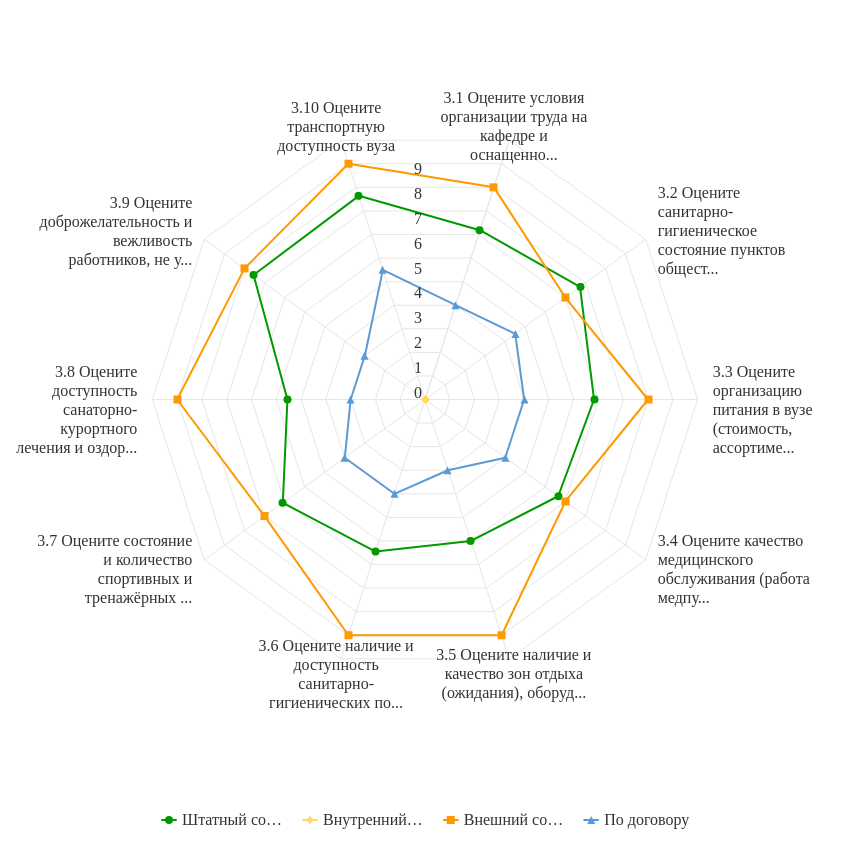 3.10 Оцените
транспортную
доступность вуза
3.1 Оцените условия
организации труда на
кафедре и
оснащенно...
3.2 Оцените
санитарно-
гигиеническое
состояние пунктов
общест...
3.3 Оцените
организацию
питания в вузе
(стоимость,
ассортиме...
3.4 Оцените качество
медицинского
обслуживания (работа
медпу...
3.5 Оцените наличие и
качество зон отдыха
(ожидания), оборуд...
3.6 Оцените наличие и
доступность
санитарно-
гигиенических по...
3.7 Оцените состояние
и количество
спортивных и
тренажёрных ...
3.8 Оцените
доступность
санаторно-
курортного
лечения и оздор...
3.9 Оцените
доброжелательность и
вежливость
работников, не у...
9
8
7
6
5
4
3
2
1
0
Штатный со… Внутренний… Внешний со… По договору